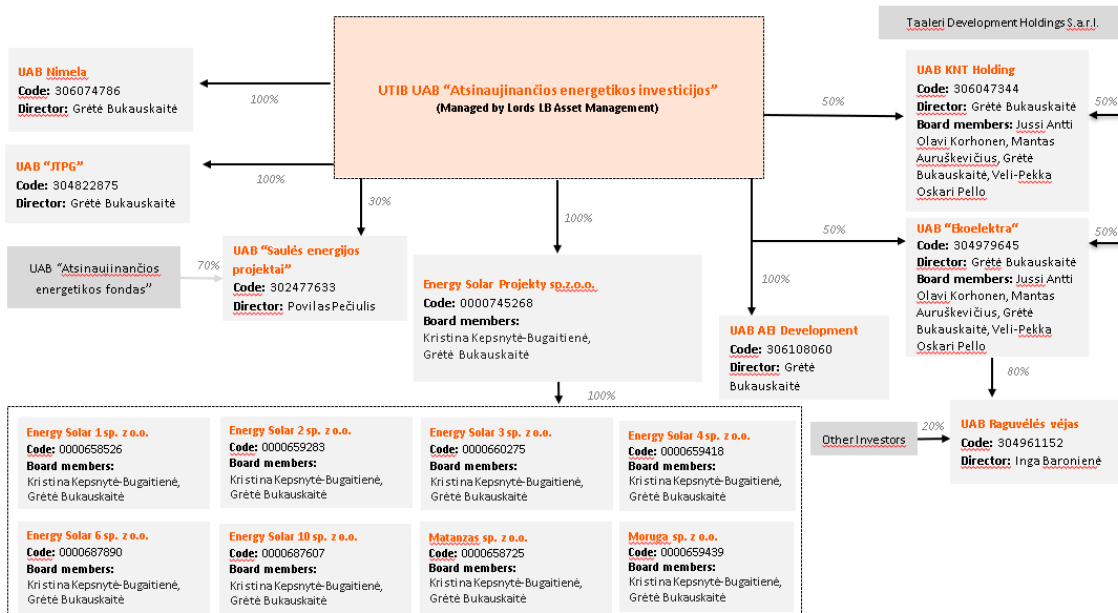 Taaleri Development Holdings S.a.r.l.
UTIB UAB “Atsinaujinančios energetikos investicijos”
(Managed by Lords LB Asset Management)
UAB Nimela
Code: 306074786
Director: Grėtė Bukauskaitė
100%
UAB “JTPG”
Code: 304822875
Director: Grėtė Bukauskaitė
100%
50%
UAB KNT Holding
Code: 306047344
Director: Grėtė Bukauskaitė
Board members: Jussi Antti
Olavi Korhonen, Mantas
Auruškevičius, Grėtė
Bukauskaitė, Veli-Pekka
Oskari Pello
50%
30%
100%
50%
100%
UAB “Atsinaujinančios
energetikos fondas”
70%
UAB “Saulės energijos
projektai”
Code: 302477633
Director: Povilas Pečiulis
Energy Solar Projekty sp.z.o.o.
Code: 0000745268
Board members:
Kristina Kepsnytė-Bugaitienė,
Grėtė Bukauskaitė
UAB “Ekoelektra“
Code: 304979645
Director: Grėtė Bukauskaitė
Board members: Jussi Antti
Olavi Korhonen, Mantas
Auruškevičius, Grėtė
Bukauskaitė, Veli-Pekka
Oskari Pello
50%
UAB AEI Development
Code: 306108060
Director: Grėtė
Bukauskaitė
100%
80%
Other Investors
20%
UAB Raguvėlės vėjas
Code: 304961152
Director: Inga Baronienė
Energy Solar 1 sp. z o.o.
Code: 0000658526
Board members:
Kristina Kepsnytė-Bugaitienė,
Grėtė Bukauskaitė
Energy Solar 2 sp. z o.o.
Code: 0000659283
Board members:
Kristina Kepsnytė-Bugaitienė,
Grėtė Bukauskaitė
Energy Solar 3 sp. z o.o.
Code: 0000660275
Board members:
Kristina Kepsnytė-Bugaitienė,
Grėtė Bukauskaitė
Energy Solar 4 sp. z o.o.
Code: 0000659418
Board members:
Kristina Kepsnytė-Bugaitienė,
Grėtė Bukauskaitė
Energy Solar 6 sp. z o.o.
Code: 0000687890
Board members:
Kristina Kepsnytė-Bugaitienė,
Grėtė Bukauskaitė
Energy Solar 10 sp. z o.o.
Code: 0000687607
Board members:
Kristina Kepsnytė-Bugaitienė,
Grėtė Bukauskaitė
Matanzas sp. z o.o.
Code: 0000658725
Board members:
Kristina Kepsnytė-Bugaitienė,
Grėtė Bukauskaitė
Moruga sp. z o.o.
Code: 0000659439
Board members:
Kristina Kepsnytė-Bugaitienė,
Grėtė Bukauskaitė